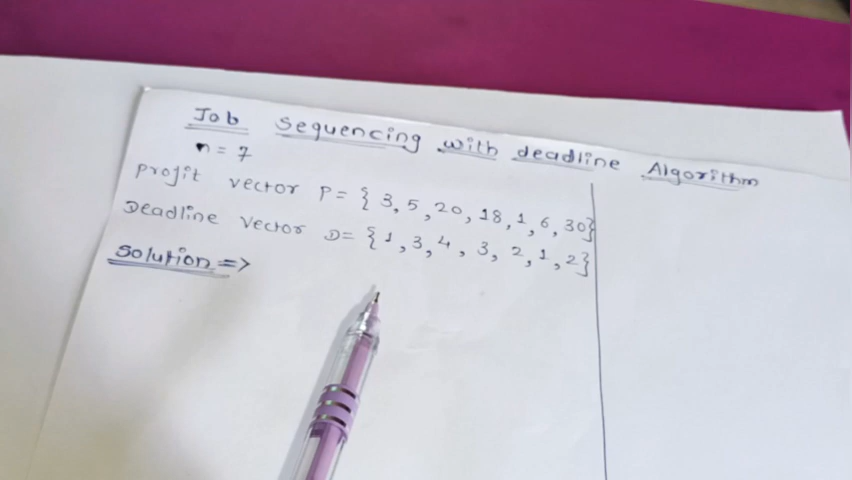 Job Sequencing with deadline Algorithm
n = 7
Profit vector P = { 3, 5, 20, 18, 1, 6, 30}
Deadline vector D= {1, 3, 4, 3, 2, 1, 2}
Solution =>